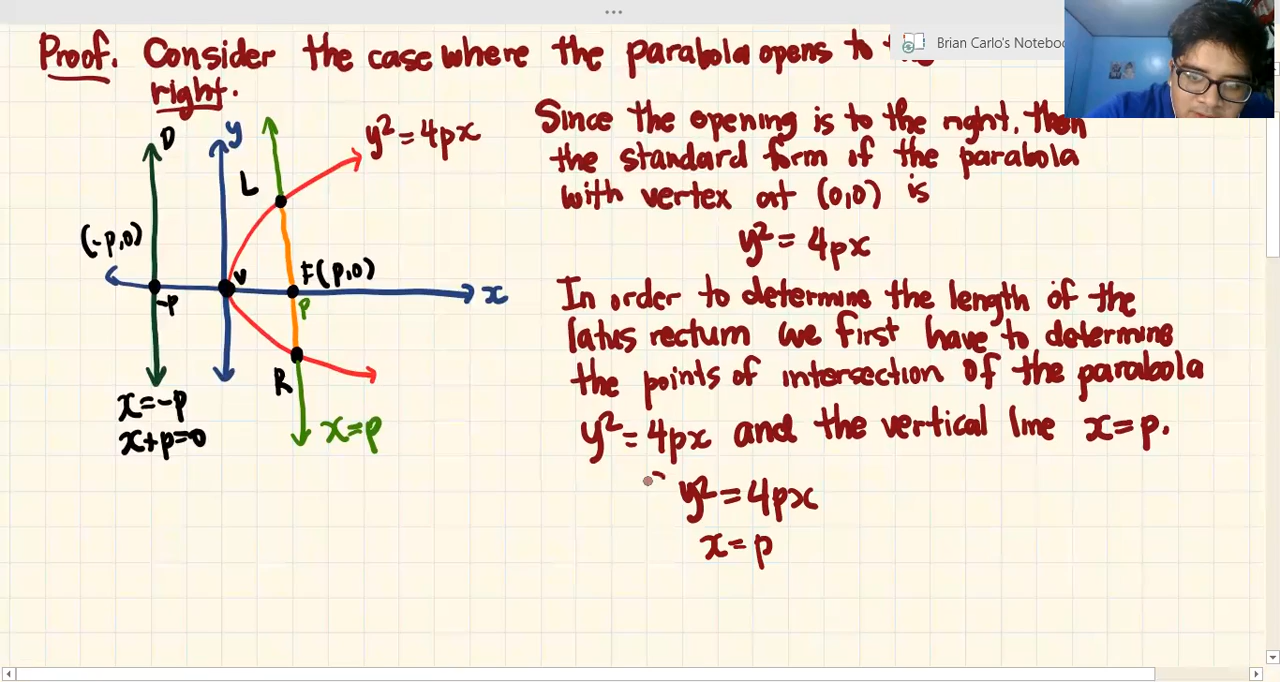 Proof. Consider the case where the parabola opens to
right.
Brian Carlo's Notebo
D
y
y² = 4px
L
(-p,0)
V
F(p,0)
-p
p
x
R
x=-p
x+p=0
x=p
Since the opening is to the right, then
the standard form of the parabola
with vertex at (0,0) is
y² = 4px
In order to determine the length of the
latus rectum we first have to determine
the points of intersection of the parabola
y² = 4px and the vertical line x=p.
y² = 4px
x = p